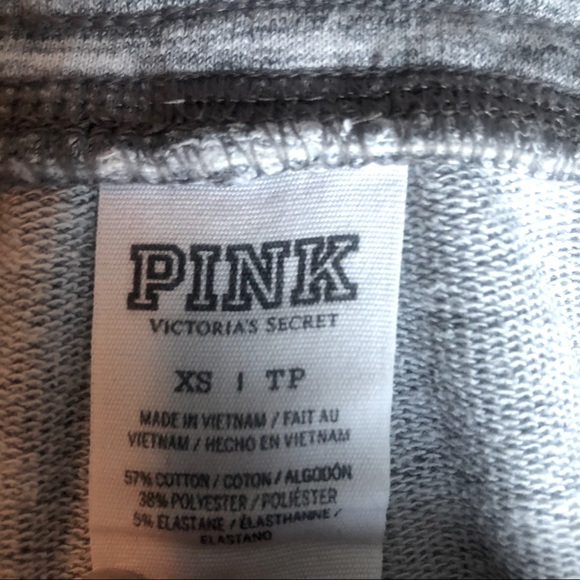 PINK
VICTORIA'S SECRET
XS | TP
MADE IN VIETNAM / FAIT AU
VIETNAM / HECHO EN VIETNAM
57% COTTON / COTON / ALGODÓN
38% POLYESTER / POLIÉSTER
5% ELASTANE / ÉLASTHANNE /
ELASTANO